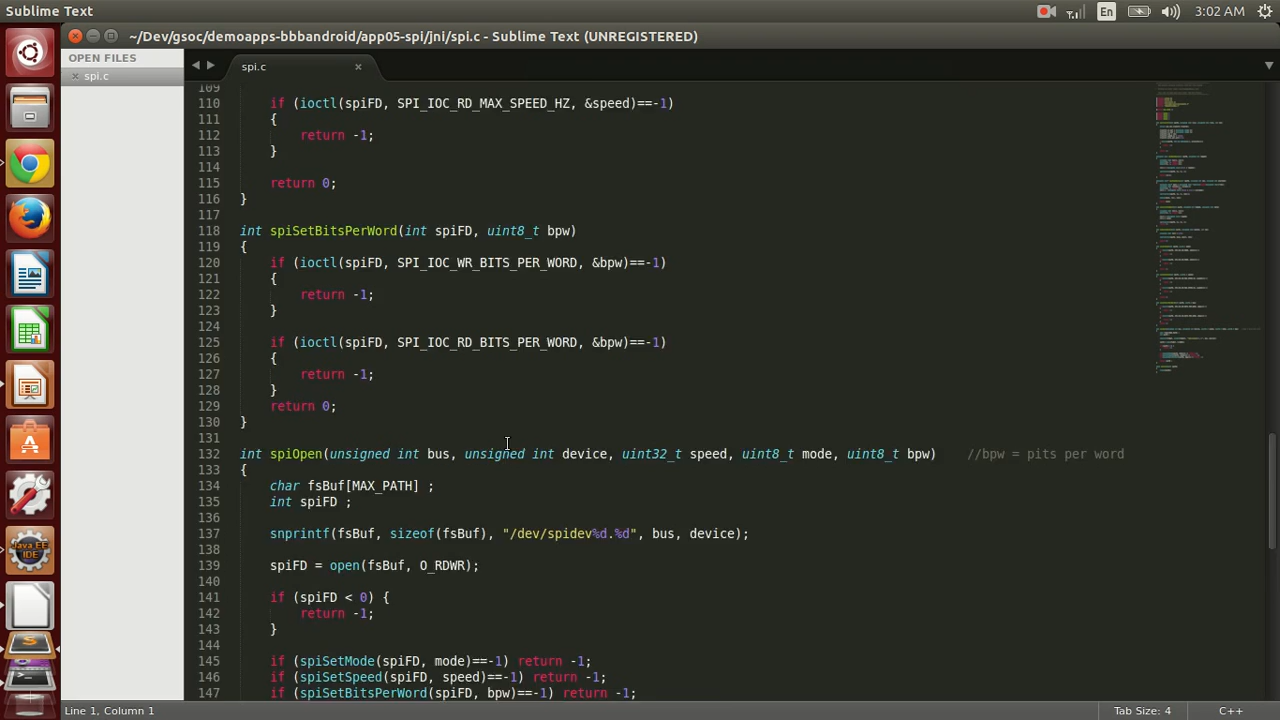 Sublime Text
En
3:02 AM
~/Dev/gsoc/demoapps-bbbandroid/app05-spi/jni/spi.c - Sublime Text (UNREGISTERED)
OPEN FILES
spi.c
spi.c
109
110 if (ioctl(spiFD, SPI_IOC_RD_MAX_SPEED_HZ, &speed)==-1)
111 {
112 return -1;
113 }
114
115 return 0;
116 }
117
118 int spiSetBitsPerWord(int spiFD, uint8_t bpw)
119 {
120 if (ioctl(spiFD, SPI_IOC_WR_BITS_PER_WORD, &bpw)==-1)
121 {
122 return -1;
123 }
124
125 if (ioctl(spiFD, SPI_IOC_RD_BITS_PER_WORD, &bpw)==-1)
126 {
127 return -1;
128 }
129 return 0;
130 }
131
132 int spiOpen(unsigned int bus, unsigned int device, uint32_t speed, uint8_t mode, uint8_t bpw) //bpw = pits per word
133 {
134 char fsBuf[MAX_PATH] ;
135 int spiFD ;
136
137 snprintf(fsBuf, sizeof(fsBuf), "/dev/spidev%d.%d", bus, device);
138
139 spiFD = open(fsBuf, O_RDWR);
140
141 if (spiFD < 0) {
142 return -1;
143 }
144
145 if (spiSetMode(spiFD, mode)==-1) return -1;
146 if (spiSetSpeed(spiFD, speed)==-1) return -1;
147 if (spiSetBitsPerWord(spiFD, bpw)==-1) return -1;
Java EE
IDE
Line 1, Column 1
Tab Size: 4
C++